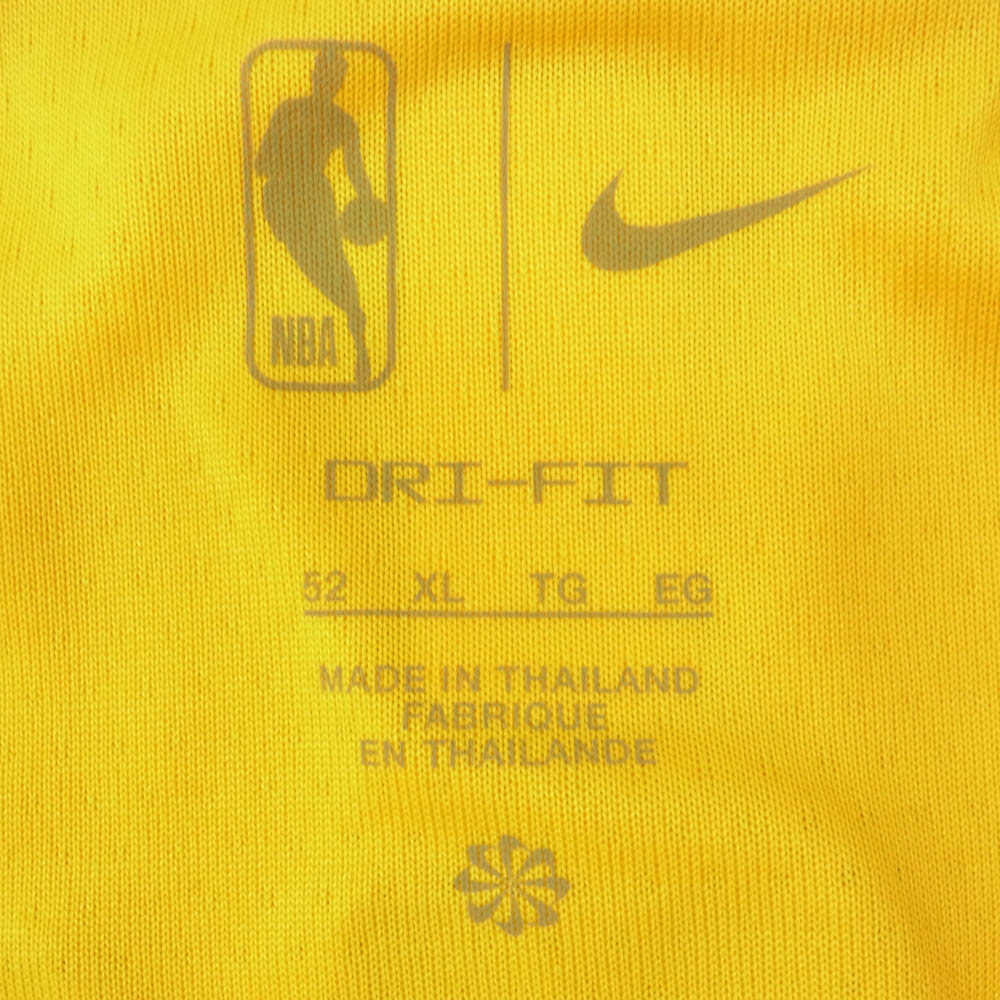 NBA
DRI-FIT
52 XL TG EG
MADE IN THAILAND
FABRIQUE
EN THAILANDE